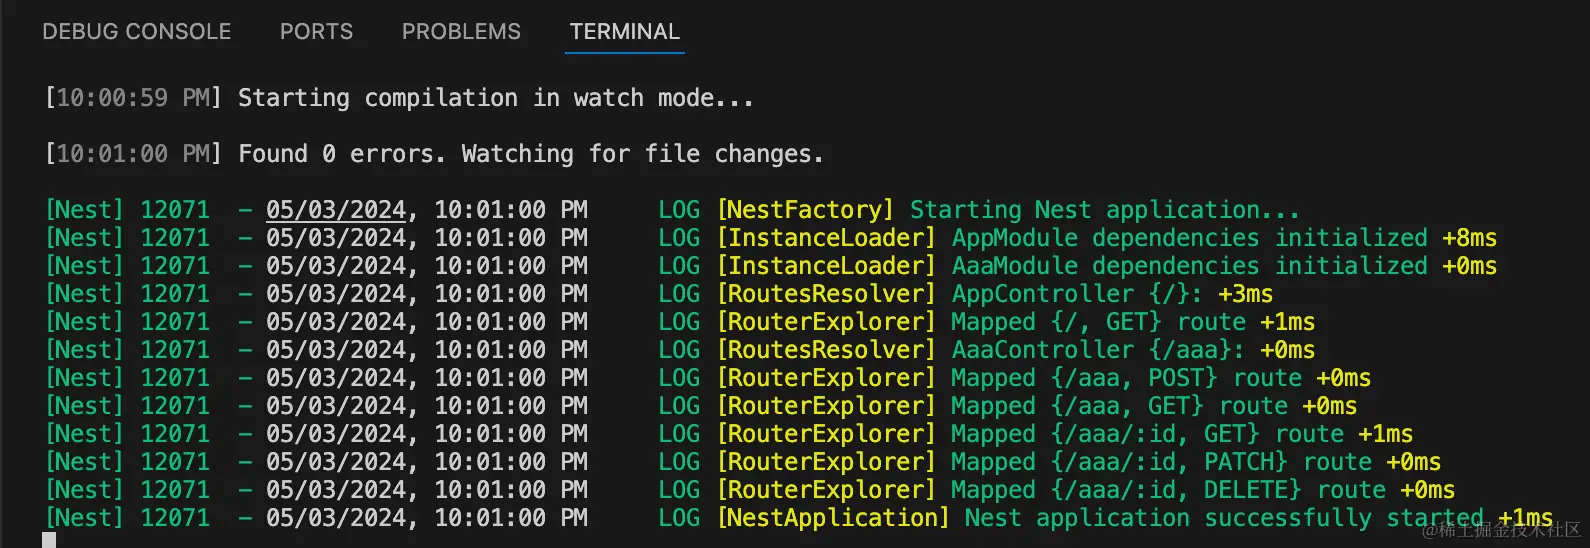 DEBUG CONSOLE PORTS PROBLEMS TERMINAL
[10:00:59 PM] Starting compilation in watch mode...
[10:01:00 PM] Found 0 errors. Watching for file changes.
[Nest] 12071  - 05/03/2024, 10:01:00 PM     LOG [NestFactory] Starting Nest application...
[Nest] 12071  - 05/03/2024, 10:01:00 PM     LOG [InstanceLoader] AppModule dependencies initialized +8ms
[Nest] 12071  - 05/03/2024, 10:01:00 PM     LOG [InstanceLoader] AaaModule dependencies initialized +0ms
[Nest] 12071  - 05/03/2024, 10:01:00 PM     LOG [RoutesResolver] AppController {/}: +3ms
[Nest] 12071  - 05/03/2024, 10:01:00 PM     LOG [RouterExplorer] Mapped {/, GET} route +1ms
[Nest] 12071  - 05/03/2024, 10:01:00 PM     LOG [RoutesResolver] AaaController {/aaa}: +0ms
[Nest] 12071  - 05/03/2024, 10:01:00 PM     LOG [RouterExplorer] Mapped {/aaa, POST} route +0ms
[Nest] 12071  - 05/03/2024, 10:01:00 PM     LOG [RouterExplorer] Mapped {/aaa, GET} route +0ms
[Nest] 12071  - 05/03/2024, 10:01:00 PM     LOG [RouterExplorer] Mapped {/aaa/:id, GET} route +1ms
[Nest] 12071  - 05/03/2024, 10:01:00 PM     LOG [RouterExplorer] Mapped {/aaa/:id, PATCH} route +0ms
[Nest] 12071  - 05/03/2024, 10:01:00 PM     LOG [RouterExplorer] Mapped {/aaa/:id, DELETE} route +0ms
[Nest] 12071  - 05/03/2024, 10:01:00 PM     LOG [NestApplication] Nest application successfully started +1ms
@稀土掘金技术社区